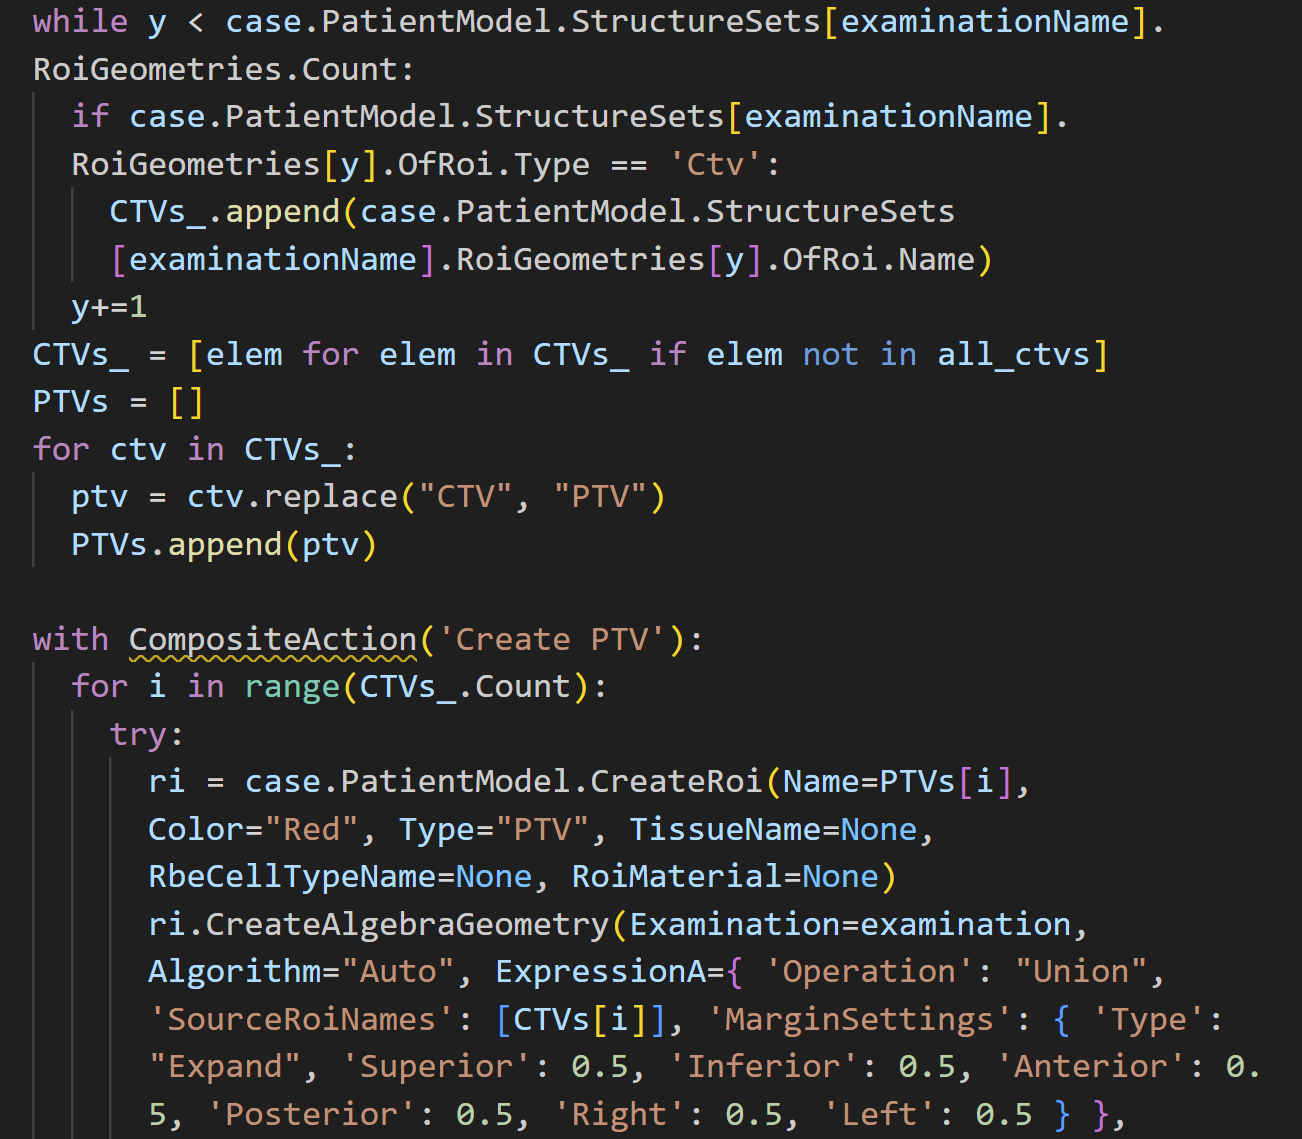 while y < case.PatientModel.StructureSets[examinationName].
RoiGeometries.Count:
if case.PatientModel.StructureSets[examinationName].
RoiGeometries[y].OfRoi.Type == 'Ctv':
CTVs_.append(case.PatientModel.StructureSets
[examinationName].RoiGeometries[y].OfRoi.Name)
y+=1
CTVs_ = [elem for elem in CTVs_ if elem not in all_ctvs]
PTVs = []
for ctv in CTVs_:
ptv = ctv.replace("CTV", "PTV")
PTVs.append(ptv)
with CompositeAction('Create PTV'):
for i in range(CTVs_.Count):
try:
ri = case.PatientModel.CreateRoi(Name=PTVs[i],
Color="Red", Type="PTV", TissueName=None,
RbeCellTypeName=None, RoiMaterial=None)
ri.CreateAlgebraGeometry(Examination=examination,
Algorithm="Auto", ExpressionA={ 'Operation': "Union",
'SourceRoiNames': [CTVs[i]], 'MarginSettings': { 'Type':
"Expand", 'Superior': 0.5, 'Inferior': 0.5, 'Anterior': 0.
5, 'Posterior': 0.5, 'Right': 0.5, 'Left': 0.5 } },